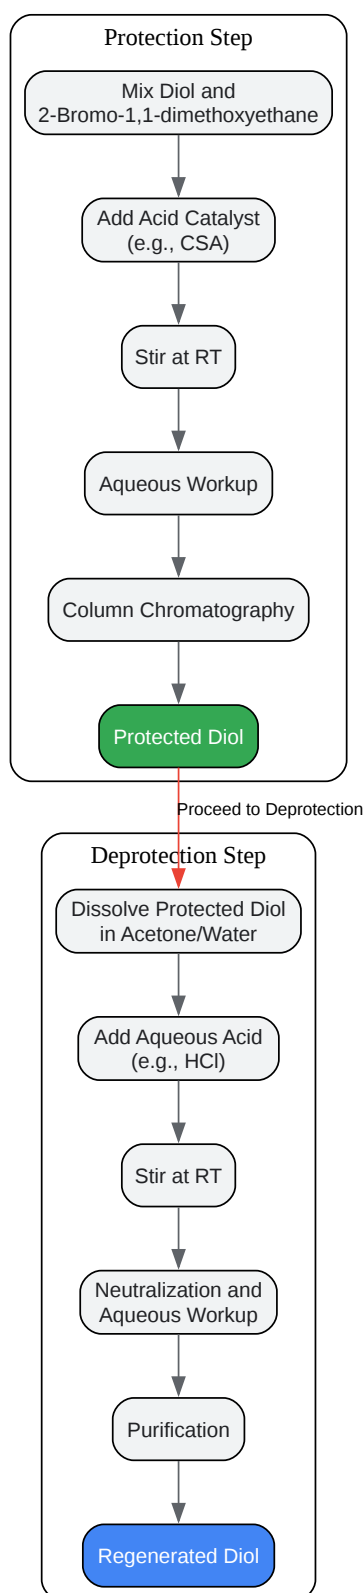 Protection Step
Mix Diol and
2-Bromo-1,1-dimethoxyethane
Add Acid Catalyst
(e.g., CSA)
Stir at RT
Aqueous Workup
Column Chromatography
Protected Diol
Proceed to Deprotection
Deprotection Step
Dissolve Protected Diol
in Acetone/Water
Add Aqueous Acid
(e.g., HCl)
Stir at RT
Neutralization and
Aqueous Workup
Purification
Regenerated Diol